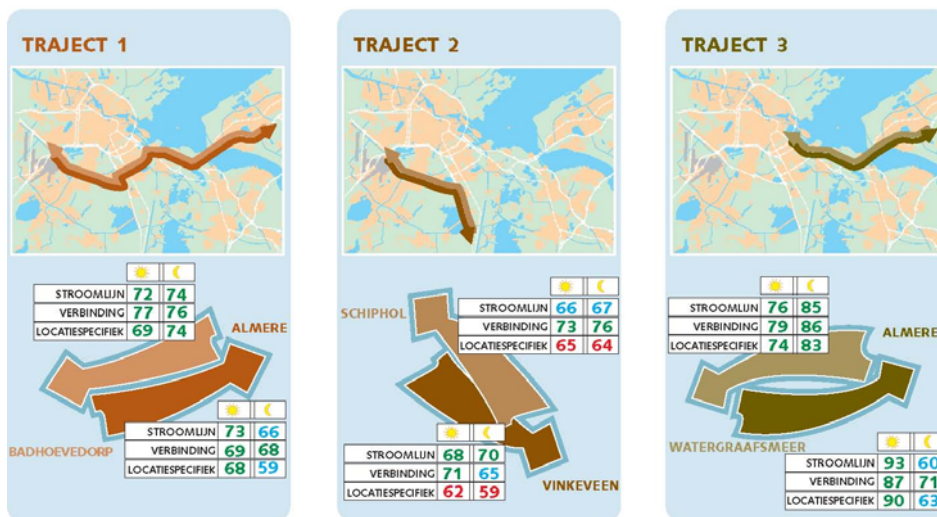 TRAJECT 1
STROOMLIJN 72 74
VERBINDING 77 76
LOCATIESPECIFIEK 69 74
ALMERE
BADHOEVEDORP
STROOMLIJN 73 66
VERBINDING 69 68
LOCATIESPECIFIEK 68 59
TRAJECT 2
SCHIPHOL
STROOMLIJN 66 67
VERBINDING 73 76
LOCATIESPECIFIEK 65 64
STROOMLIJN 68 70
VERBINDING 71 65
LOCATIESPECIFIEK 62 59
VINKEVEEN
TRAJECT 3
STROOMLIJN 76 85
VERBINDING 79 86
LOCATIESPECIFIEK 74 83
ALMERE
WATERGRAAFSMEER
STROOMLIJN 93 60
VERBINDING 87 71
LOCATIESPECIFIEK 90 63